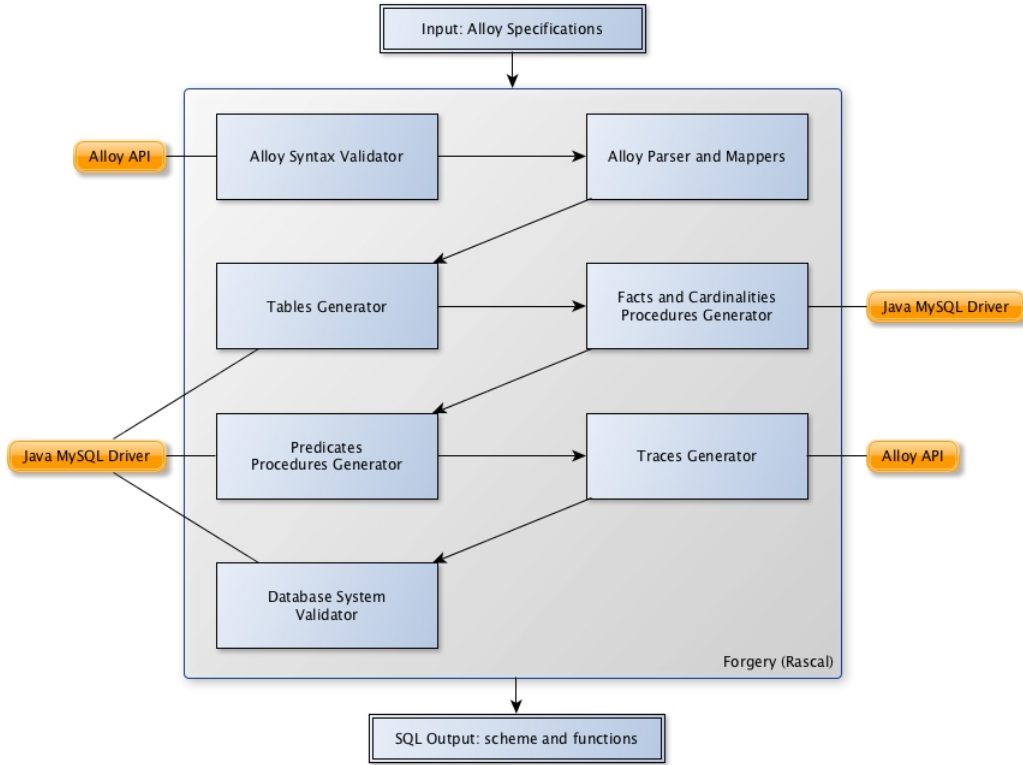 Input: Alloy Specifications
Alloy API
Alloy Syntax Validator
Alloy Parser and Mappers
Tables Generator
Facts and Cardinalities
Procedures Generator
Java MySQL Driver
Java MySQL Driver
Predicates
Procedures Generator
Traces Generator
Alloy API
Database System
Validator
Forgery (Rascal)
SQL Output: scheme and functions